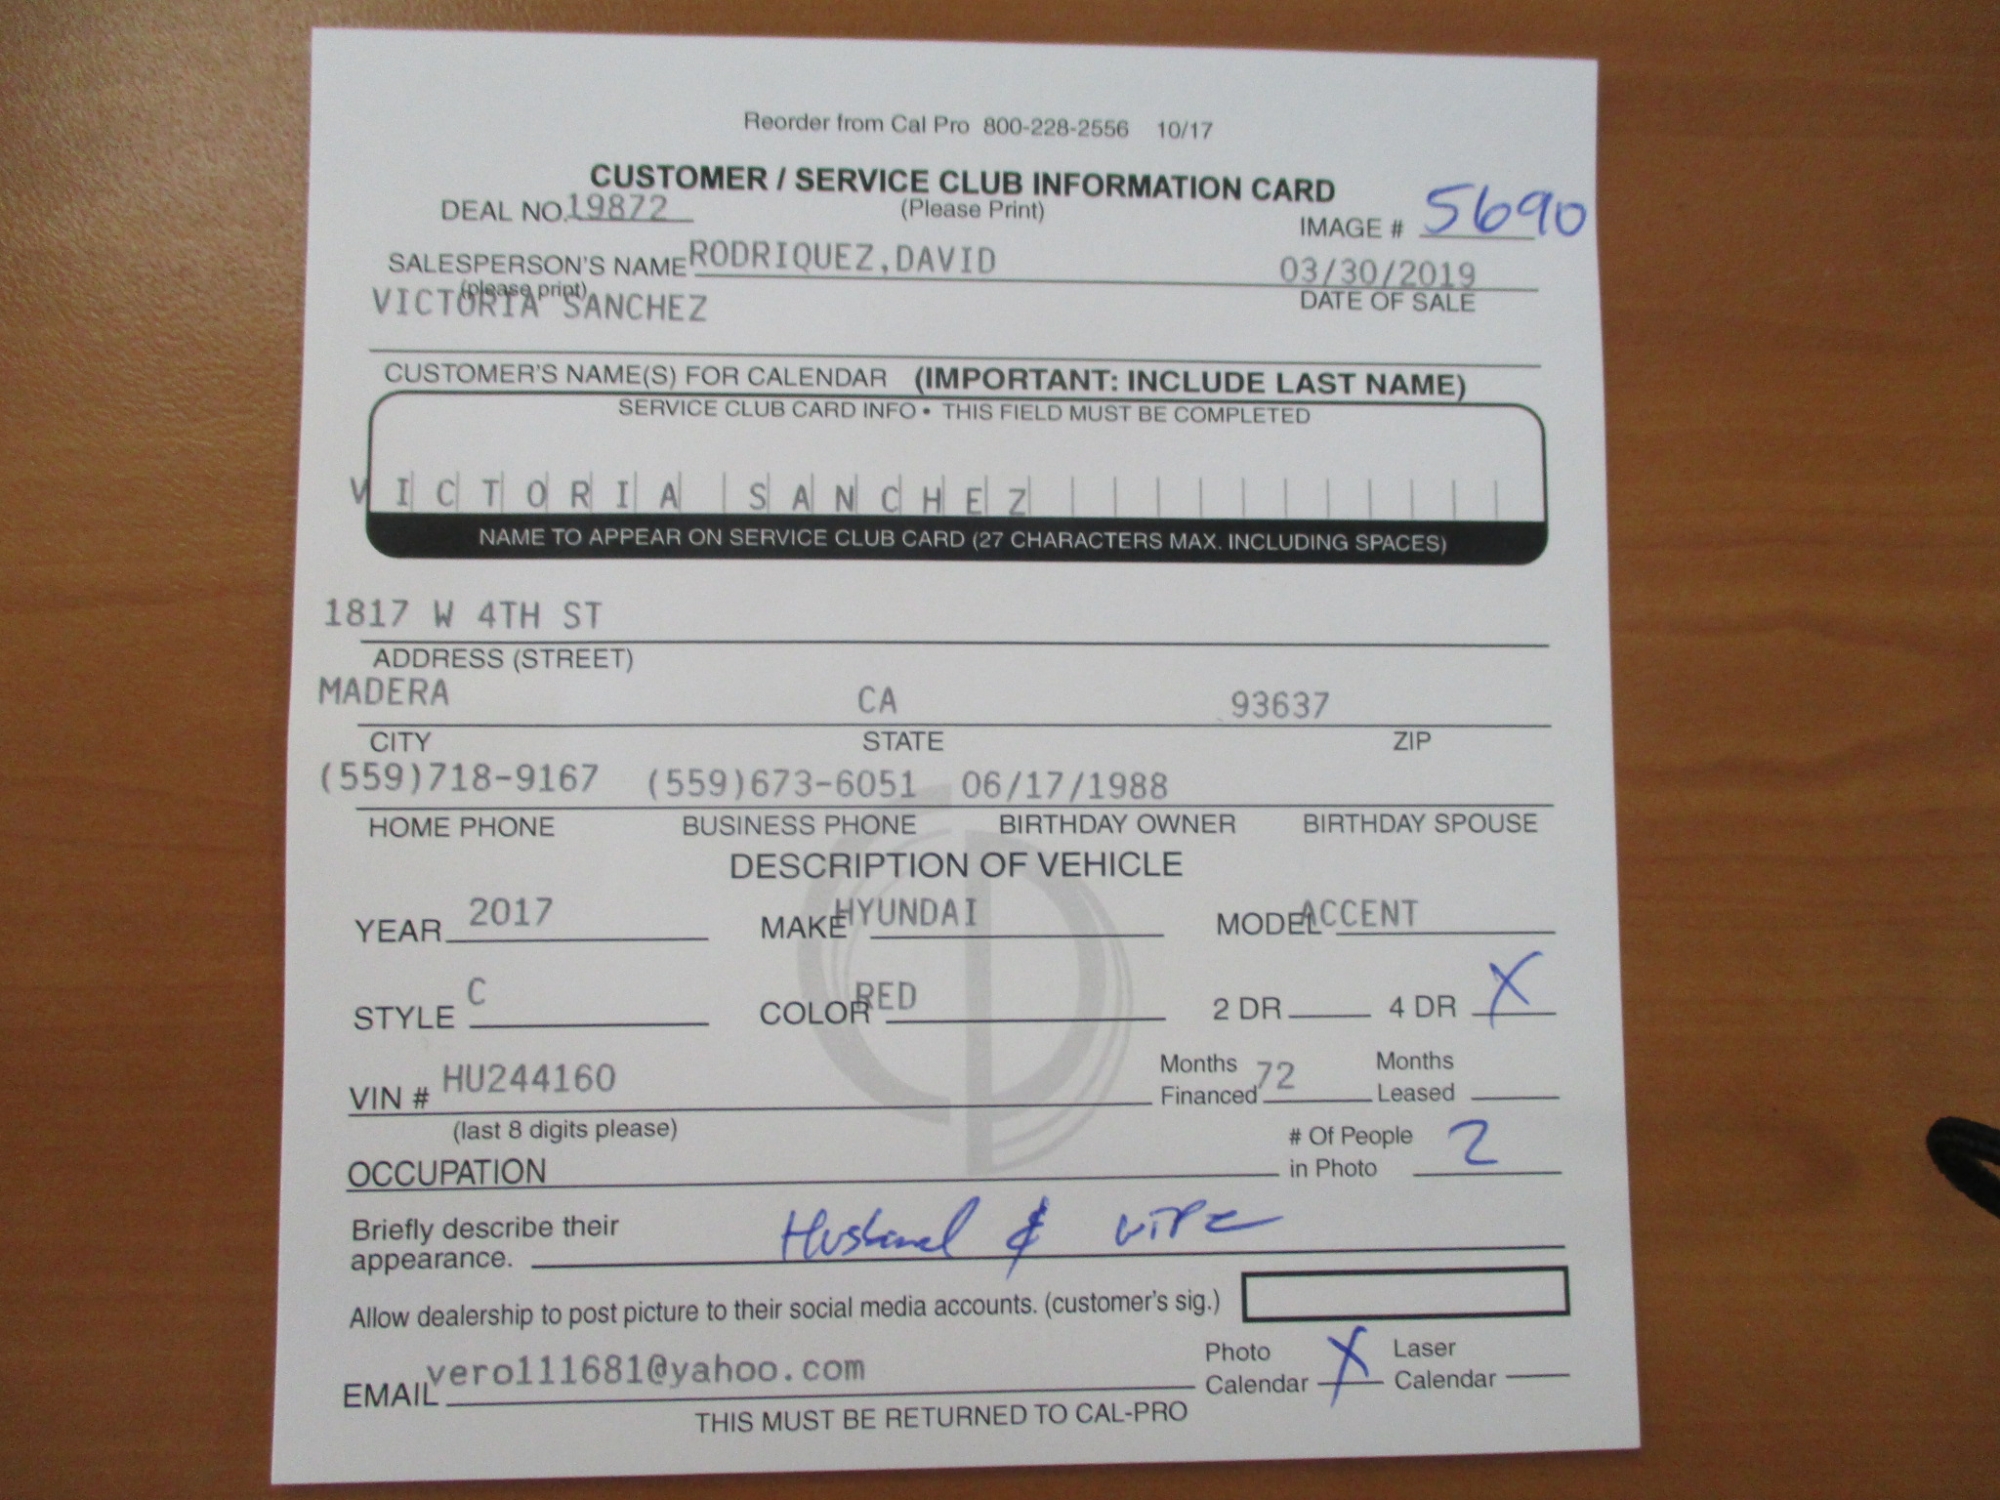 Reorder from Cal Pro 800-228-2556 10/17
CUSTOMER / SERVICE CLUB INFORMATION CARD
DEAL NO. 19872 (Please Print) IMAGE # 5690
SALESPERSON'S NAME RODRIQUEZ,DAVID 03/30/2019
(please print) DATE OF SALE
VICTORIA SANCHEZ
CUSTOMER'S NAME(S) FOR CALENDAR (IMPORTANT: INCLUDE LAST NAME)
SERVICE CLUB CARD INFO • THIS FIELD MUST BE COMPLETED
VICTORIA SANCHEZ
NAME TO APPEAR ON SERVICE CLUB CARD (27 CHARACTERS MAX. INCLUDING SPACES)
1817 W 4TH ST
ADDRESS (STREET)
MADERA CA 93637
CITY STATE ZIP
(559)718-9167 (559)673-6051 06/17/1988
HOME PHONE BUSINESS PHONE BIRTHDAY OWNER BIRTHDAY SPOUSE
DESCRIPTION OF VEHICLE
YEAR 2017 MAKE HYUNDAI MODEL ACCENT
STYLE C COLOR RED 2 DR 4 DR X
VIN # HU244160 Months Financed 72 Months Leased
(last 8 digits please)
OCCUPATION # Of People in Photo 2
Briefly describe their appearance. Husband & wife
Allow dealership to post picture to their social media accounts. (customer's sig.)
EMAIL vero111681@yahoo.com Photo Calendar X Laser Calendar
THIS MUST BE RETURNED TO CAL-PRO